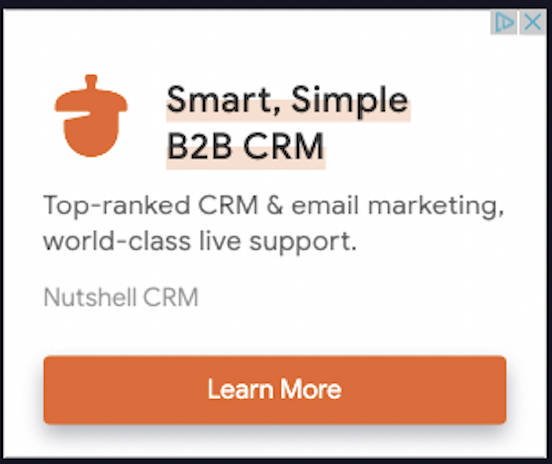 Smart, Simple
B2B CRM
Top-ranked CRM & email marketing,
world-class live support.
Nutshell CRM
Learn More